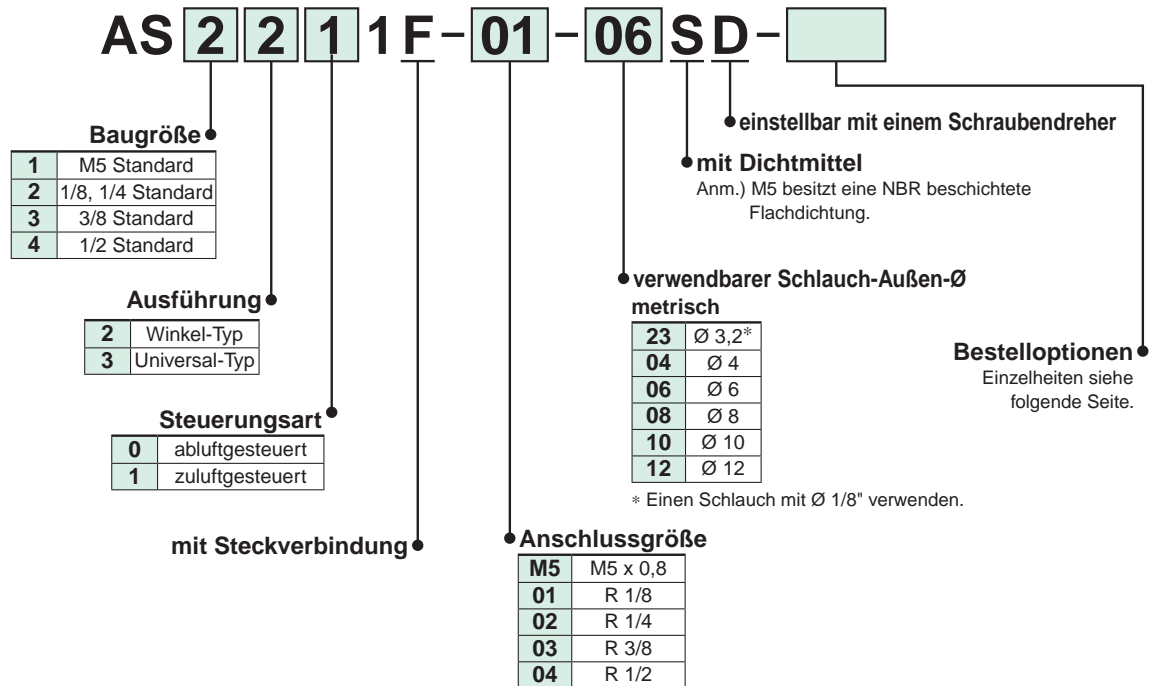 AS 2 2 1 1 F - 01 - 06 S D -
einstellbar mit einem Schraubendreher
mit Dichtmittel
Anm.) M5 besitzt eine NBR beschichtete
Flachdichtung.
Baugröße
1 M5 Standard
2 1/8, 1/4 Standard
3 3/8 Standard
4 1/2 Standard
Ausführung
2 Winkel-Typ
3 Universal-Typ
Steuerungsart
0 abluftgesteuert
1 zuluftgesteuert
mit Steckverbindung
verwendbarer Schlauch-Außen-Ø
metrisch
23 Ø 3,2*
04 Ø 4
06 Ø 6
08 Ø 8
10 Ø 10
12 Ø 12
* Einen Schlauch mit Ø 1/8" verwenden.
Bestelloptionen
Einzelheiten siehe
folgende Seite.
Anschlussgröße
M5 M5 x 0,8
01 R 1/8
02 R 1/4
03 R 3/8
04 R 1/2